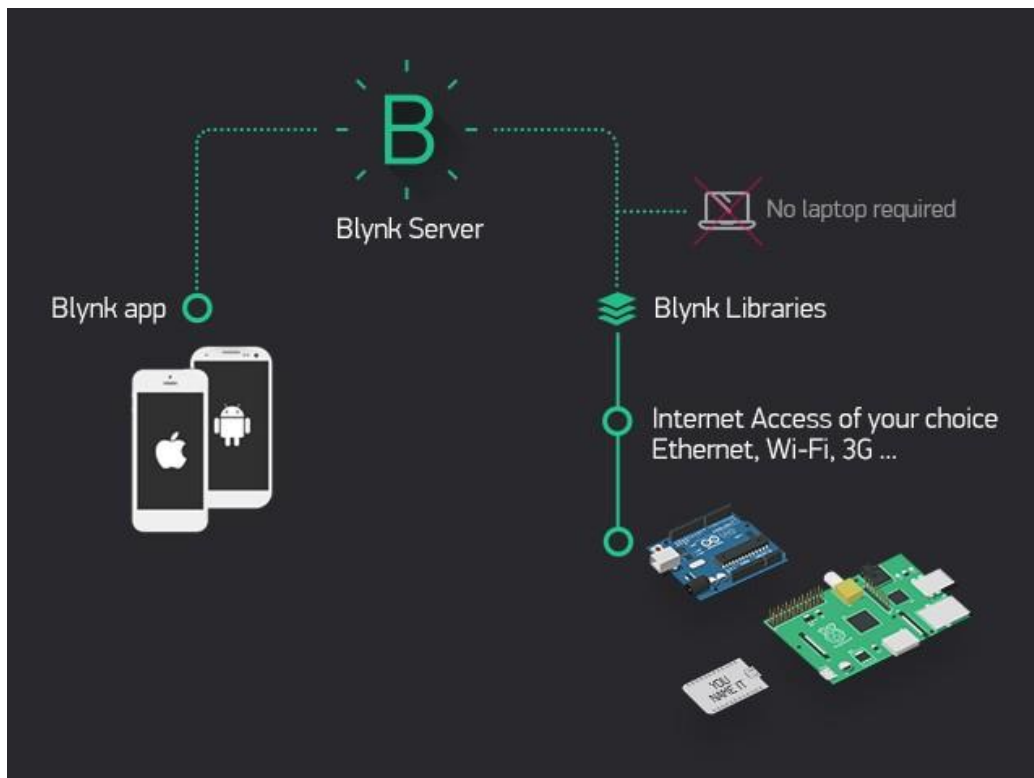 B
Blynk Server
No laptop required
Blynk app
Blynk Libraries
Internet Access of your choice
Ethernet, Wi-Fi, 3G ...
YOU
NAME IT